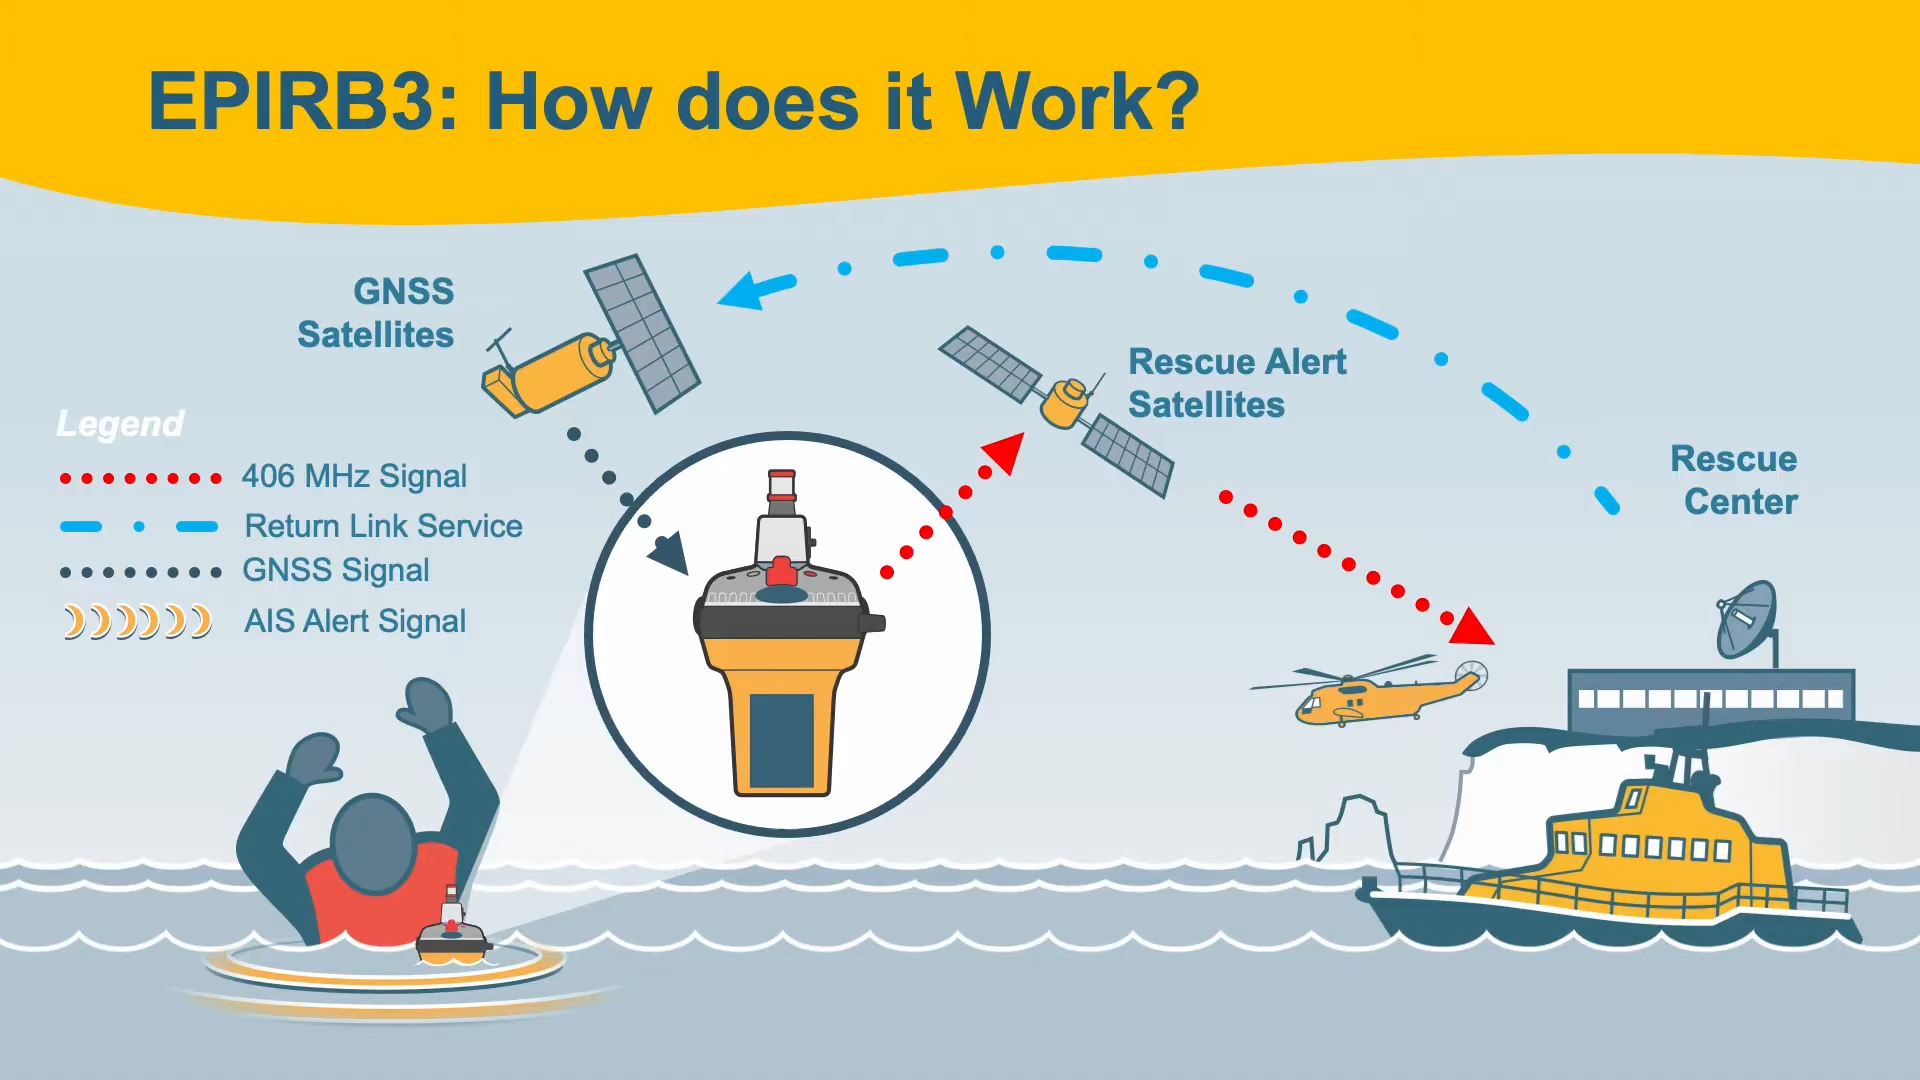 EPIRB3: How does it Work?
GNSS
Satellites
Rescue Alert
Satellites
Rescue
Center
Legend
406 MHz Signal
Return Link Service
GNSS Signal
AIS Alert Signal